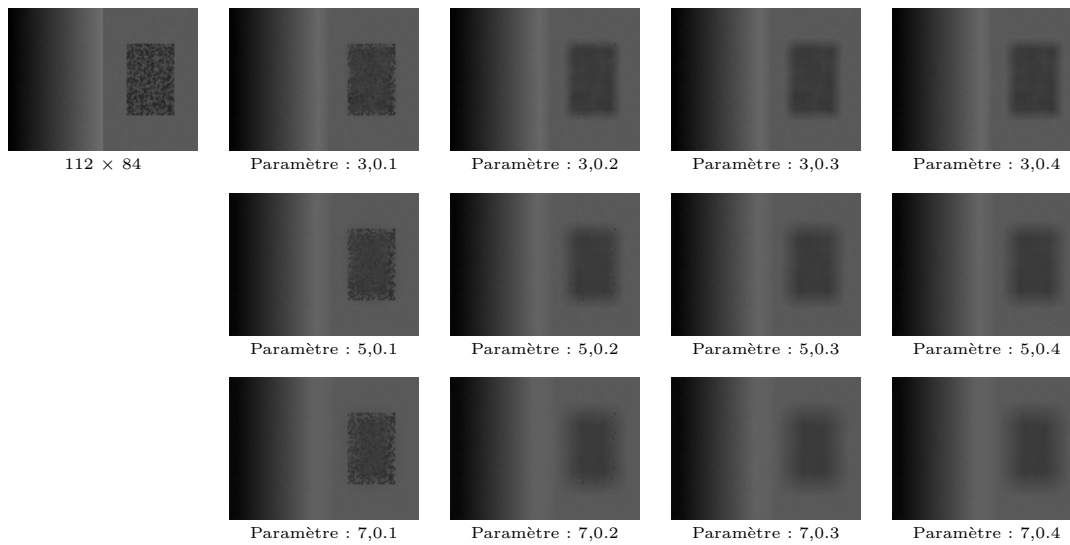 112 × 84
Paramètre : 3,0.1
Paramètre : 3,0.2
Paramètre : 3,0.3
Paramètre : 3,0.4
Paramètre : 5,0.1
Paramètre : 5,0.2
Paramètre : 5,0.3
Paramètre : 5,0.4
Paramètre : 7,0.1
Paramètre : 7,0.2
Paramètre : 7,0.3
Paramètre : 7,0.4